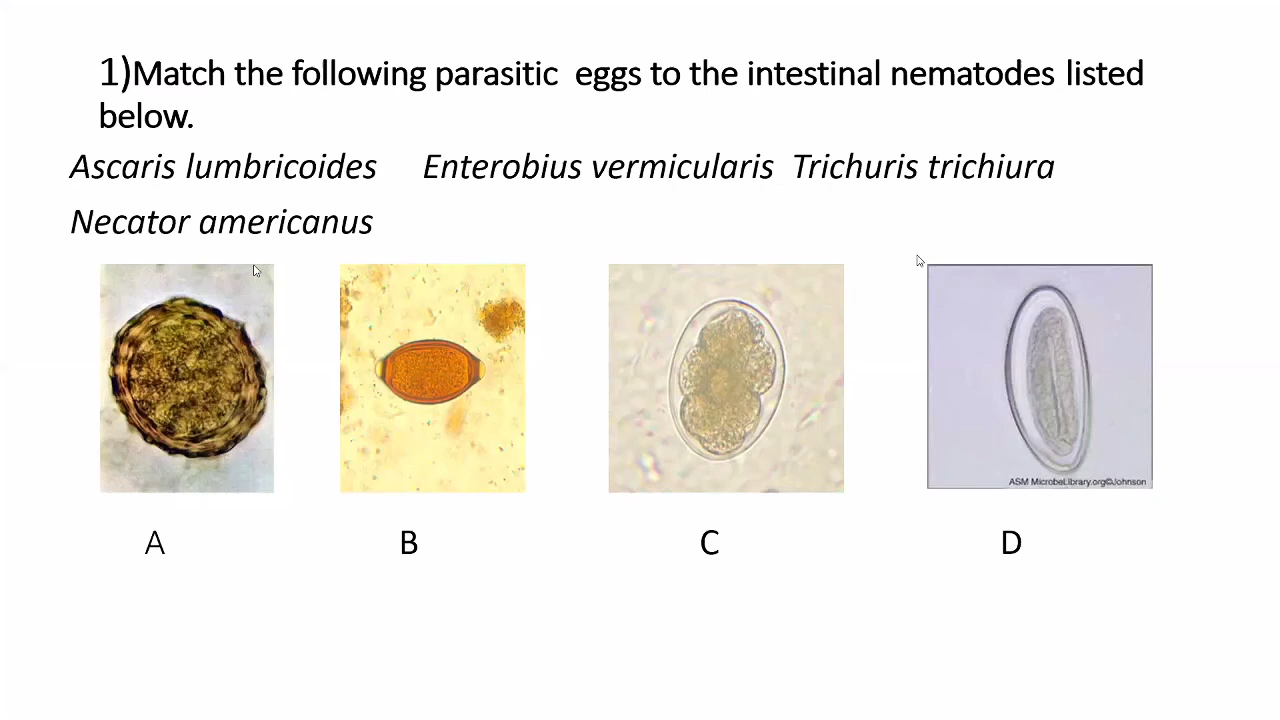 1)Match the following parasitic  eggs to the intestinal nematodes listed
below.
Ascaris lumbricoides    Enterobius vermicularis  Trichuris trichiura
Necator americanus
ASM MicrobeLibrary.org©Johnson
A    B    C    D